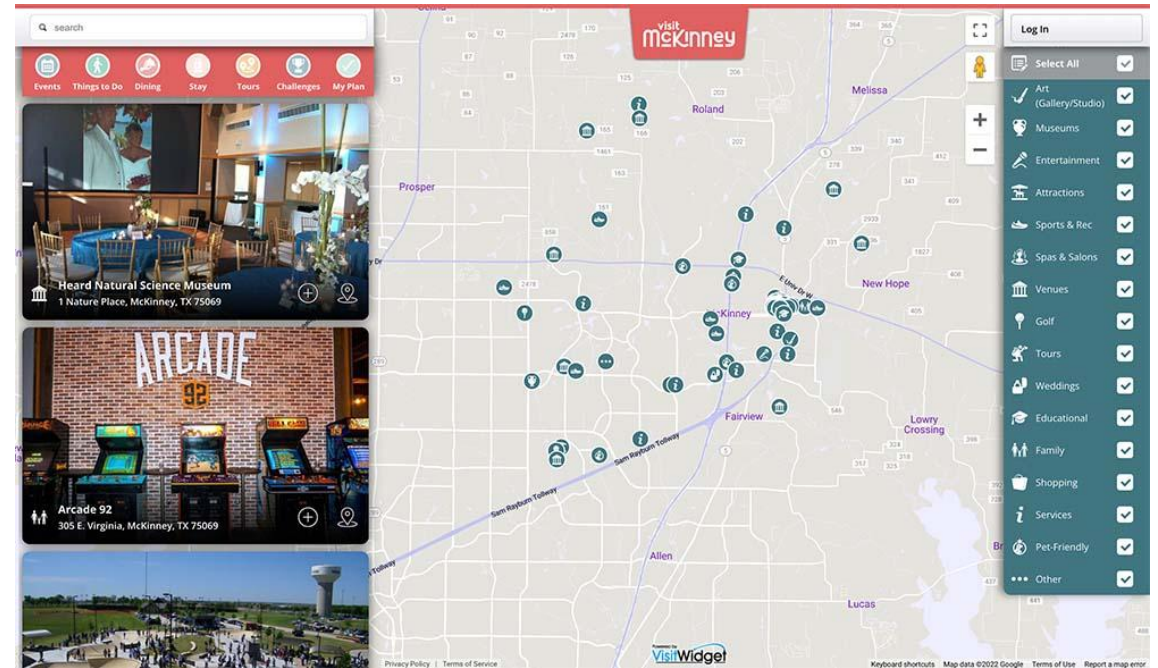 search
Events
Things to Do
Dining
Stay
Tours
Challenges
My Plan
Heard Natural Science Museum
1 Nature Place, McKinney, TX 75069
ARCADE
92
Arcade 92
305 E. Virginia, McKinney, TX 75069
visit
McKinney
Roland
Melissa
Prosper
New Hope
Fairview
Lowry
Crossing
Allen
Lucas
E Univ Dr W
Sam Rayburn Tollway
Sam Rayburn Tollway
Log In
Select All
Art
(Gallery/Studio)
Museums
Entertainment
Attractions
Sports & Rec
Spas & Salons
Venues
Golf
Tours
Weddings
Educational
Family
Shopping
Services
Pet-Friendly
Other
Privacy Policy | Terms of Service
VisitWidget
Keyboard shortcuts
Map data ©2022 Google
Terms of Use
Report a map error